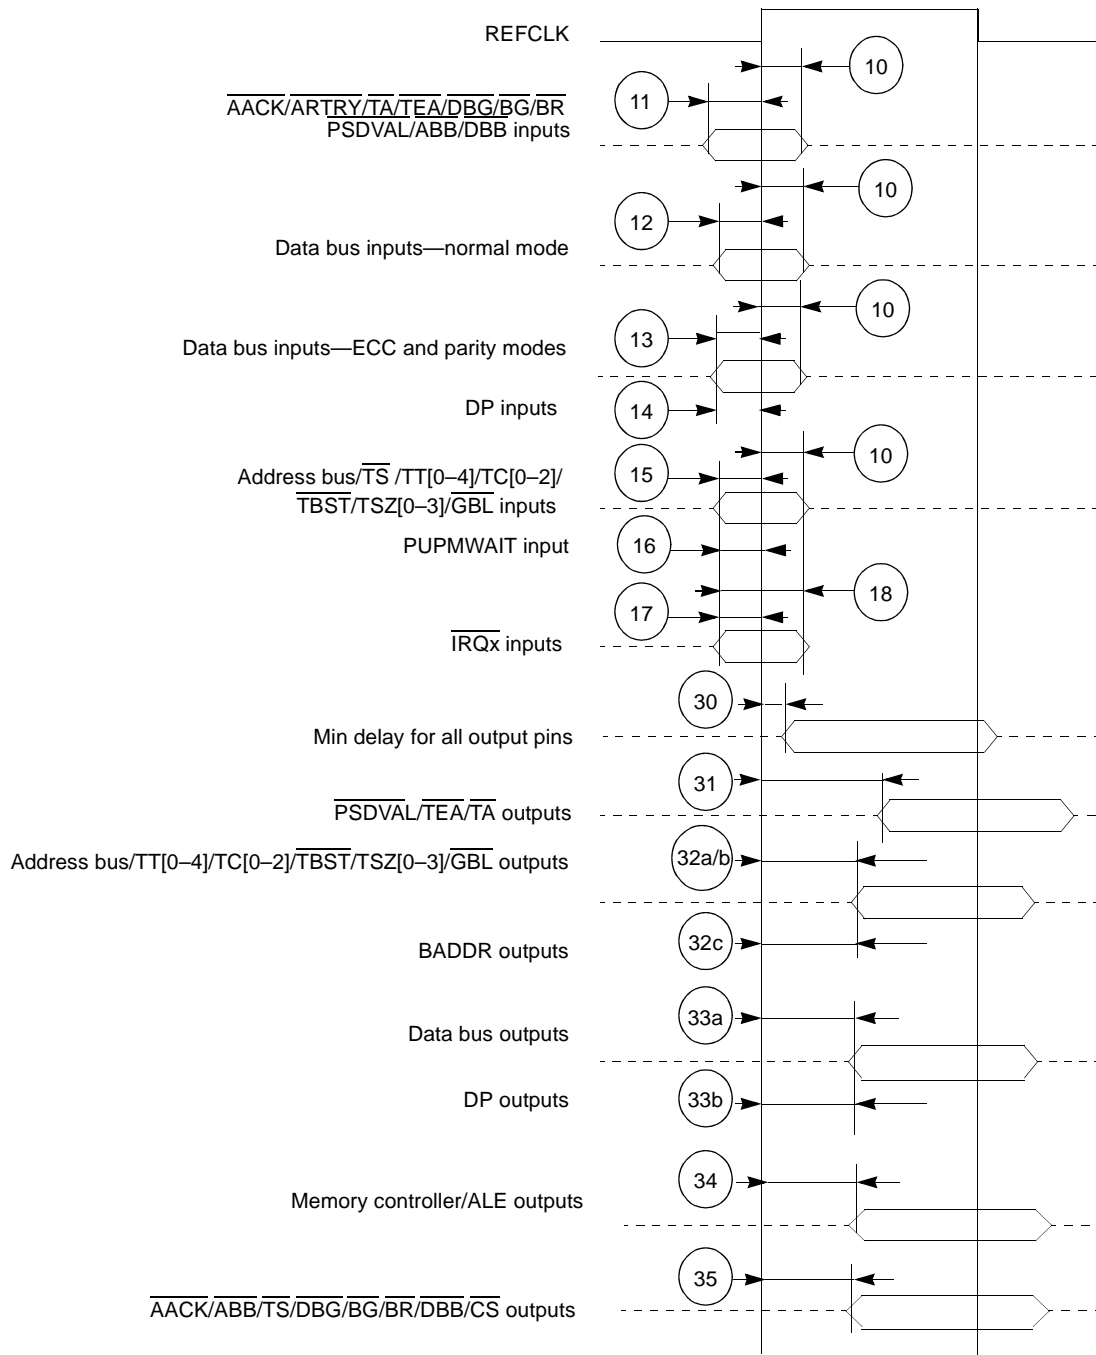 REFCLK
10
11
AACK/ARTRY/TA/TEA/DBG/BG/BR
PSDVAL/ABB/DBB inputs
10
12
Data bus inputs—normal mode
10
13
Data bus inputs—ECC and parity modes
DP inputs
14
10
15
Address bus/TS /TT[0–4]/TC[0–2]/
TBST/TSZ[0–3]/GBL inputs
PUPMWAIT input
16
18
17
IRQx inputs
30
Min delay for all output pins
31
PSDVAL/TEA/TA outputs
32a/b
Address bus/TT[0–4]/TC[0–2]/TBST/TSZ[0–3]/GBL outputs
32c
BADDR outputs
33a
Data bus outputs
DP outputs
33b
34
Memory controller/ALE outputs
35
AACK/ABB/TS/DBG/BG/BR/DBB/CS outputs